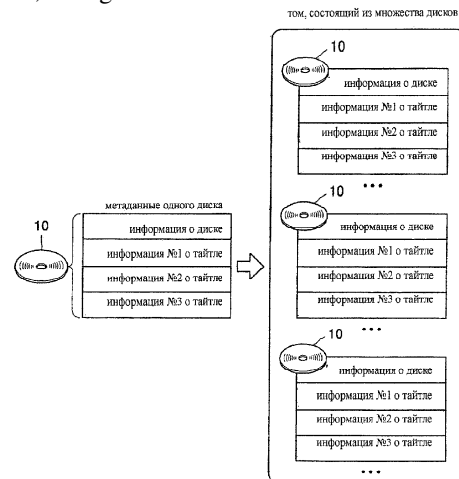 том, состоящий из множества дисков
10
информация о диске
информация №1 о тайтле
информация №2 о тайтле
информация №3 о тайтле
•••
метаданные одного диска
10
информация о диске
информация №1 о тайтле
информация №2 о тайтле
информация №3 о тайтле
10
информация о диске
информация №1 о тайтле
информация №2 о тайтле
информация №3 о тайтле
•••
10
информация о диске
информация №1 о тайтле
информация №2 о тайтле
информация №3 о тайтле
•••